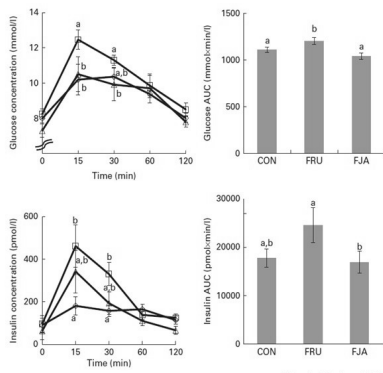 Glucose concentration (mmol/l)
14
12
10
8
0
a
a
a,b
b
b
0 15 30 60 120
Time (min)
Glucose AUC (mmol×min/l)
1500
1000
500
0
a
b
a
CON FRU FJA
Insulin concentration (pmol/l)
600
400
200
0
b
b
a,b
a,b
a
a
0 15 30 60 120
Time (min)
Insulin AUC (pmol×min/l)
30000
20000
10000
0
a,b
a
b
CON FRU FJA